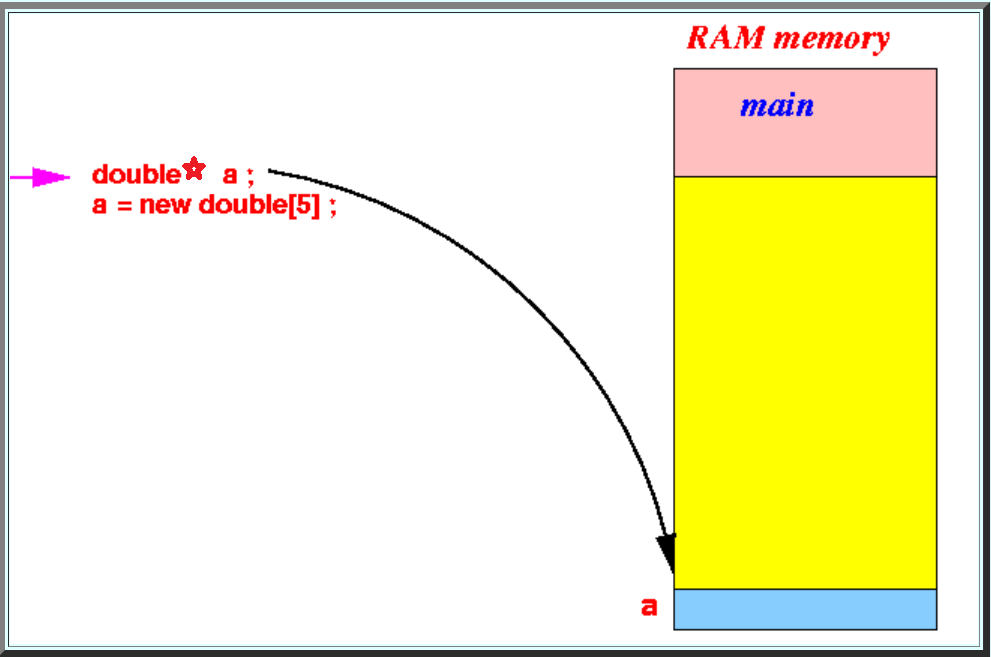 RAM memory
main
double* a ;
a = new double[5] ;
a